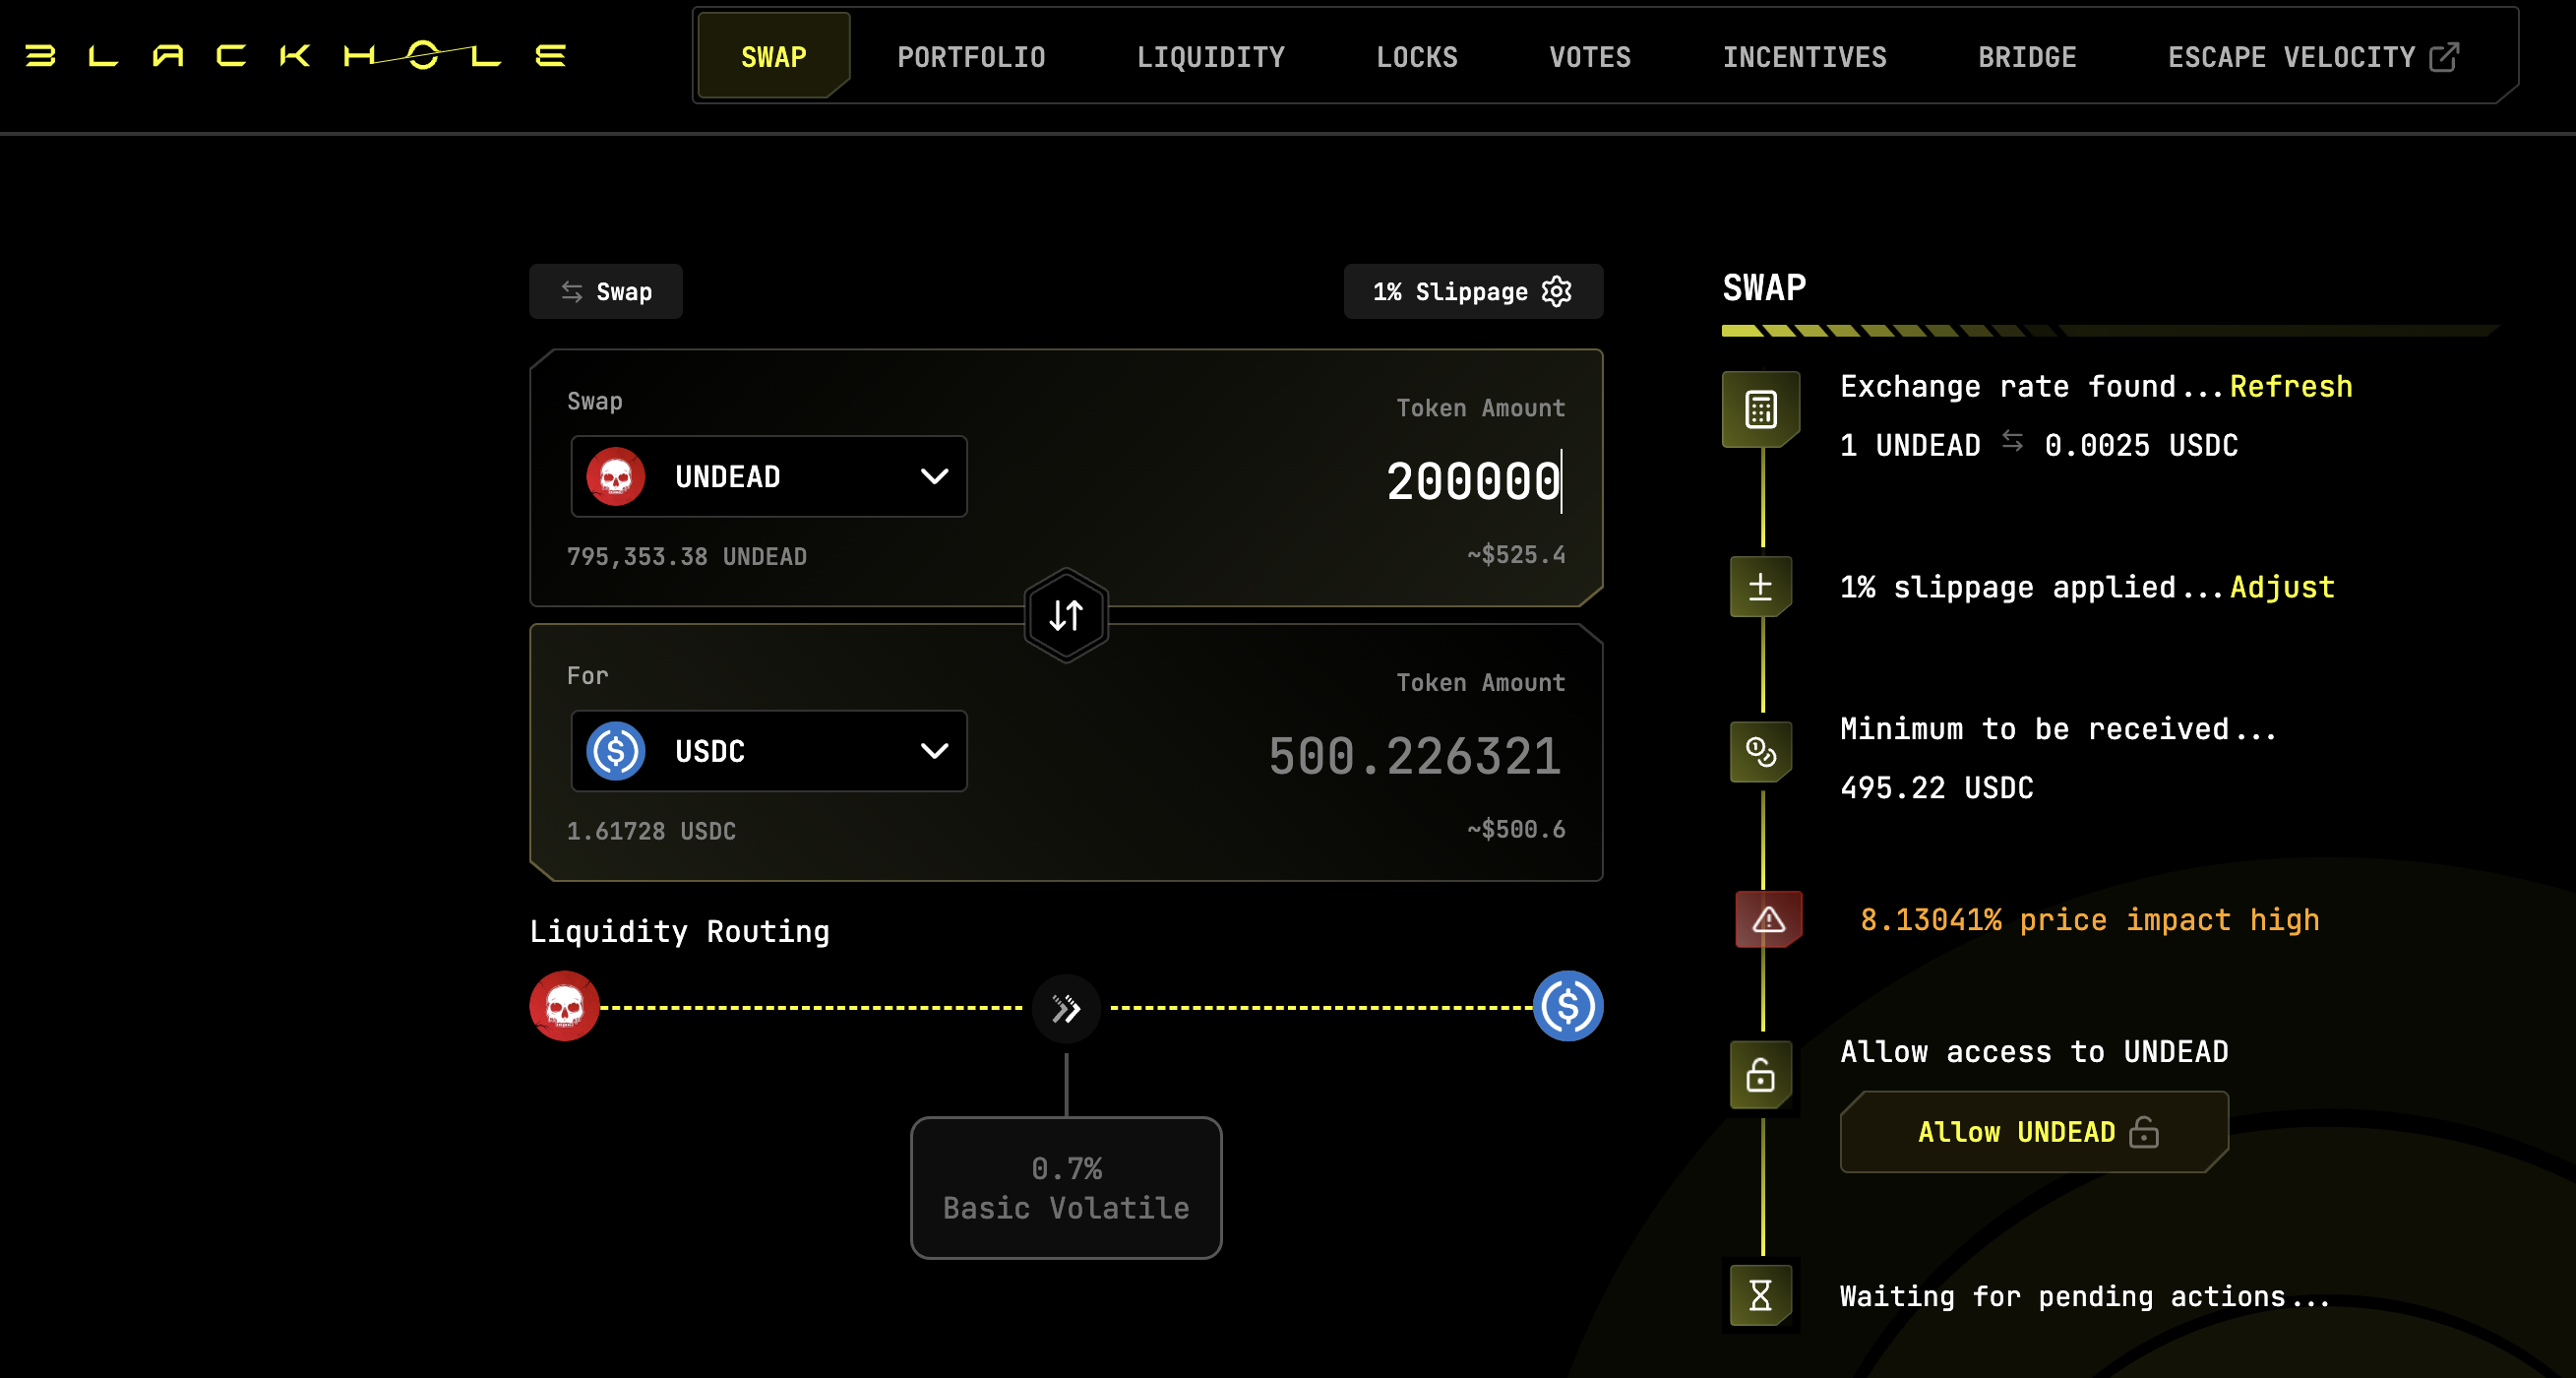 BLACKHOLE
SWAP PORTFOLIO LIQUIDITY LOCKS VOTES INCENTIVES BRIDGE ESCAPE VELOCITY
Swap
1% Slippage
Swap
Token Amount
UNDEAD
200000
795,353.38 UNDEAD
~$525.4
For
Token Amount
USDC
500.226321
1.61728 USDC
~$500.6
Liquidity Routing
0.7%
Basic Volatile
SWAP
Exchange rate found...Refresh
1 UNDEAD ⇆ 0.0025 USDC
1% slippage applied...Adjust
Minimum to be received...
495.22 USDC
8.13041% price impact high
Allow access to UNDEAD
Allow UNDEAD
Waiting for pending actions...